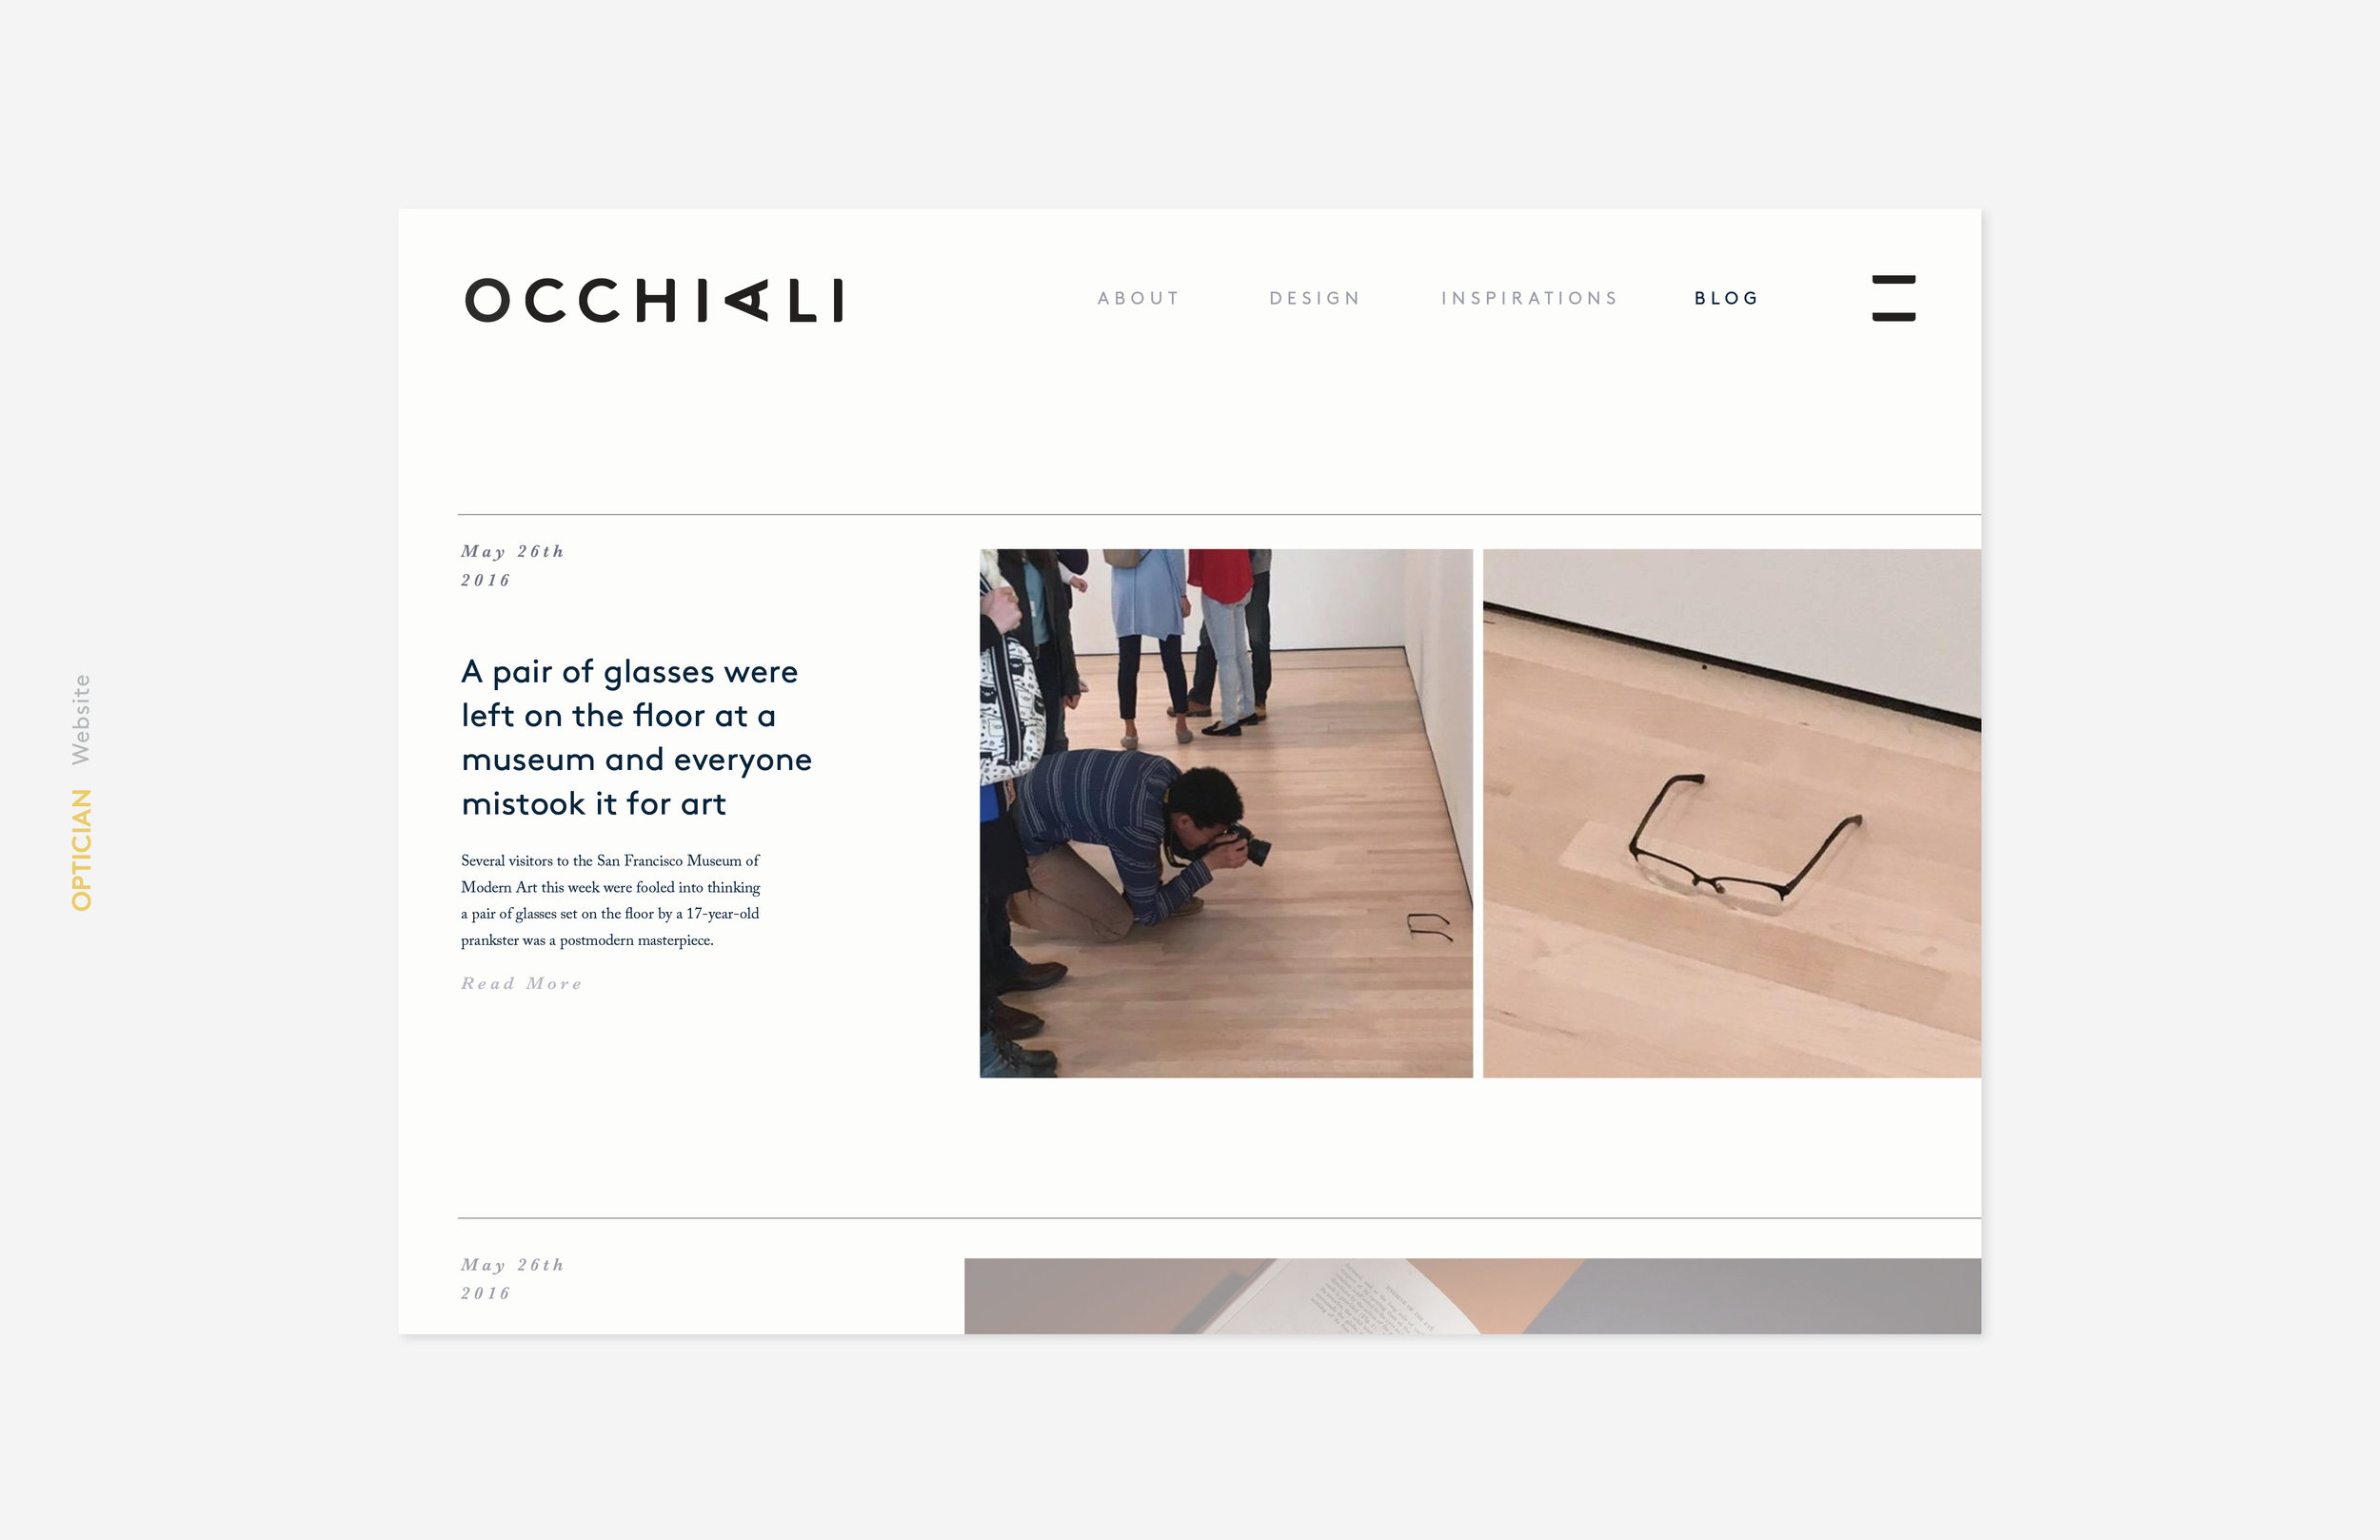 OCCHIALI
ABOUT
DESIGN
INSPIRATIONS
BLOG
May 26th
2016
A pair of glasses were
left on the floor at a
museum and everyone
mistook it for art
Several visitors to the San Francisco Museum of
Modern Art this week were fooled into thinking
a pair of glasses set on the floor by a 17-year-old
prankster was a postmodern masterpiece.
Read More
May 26th
2016
OPTICIAN Website